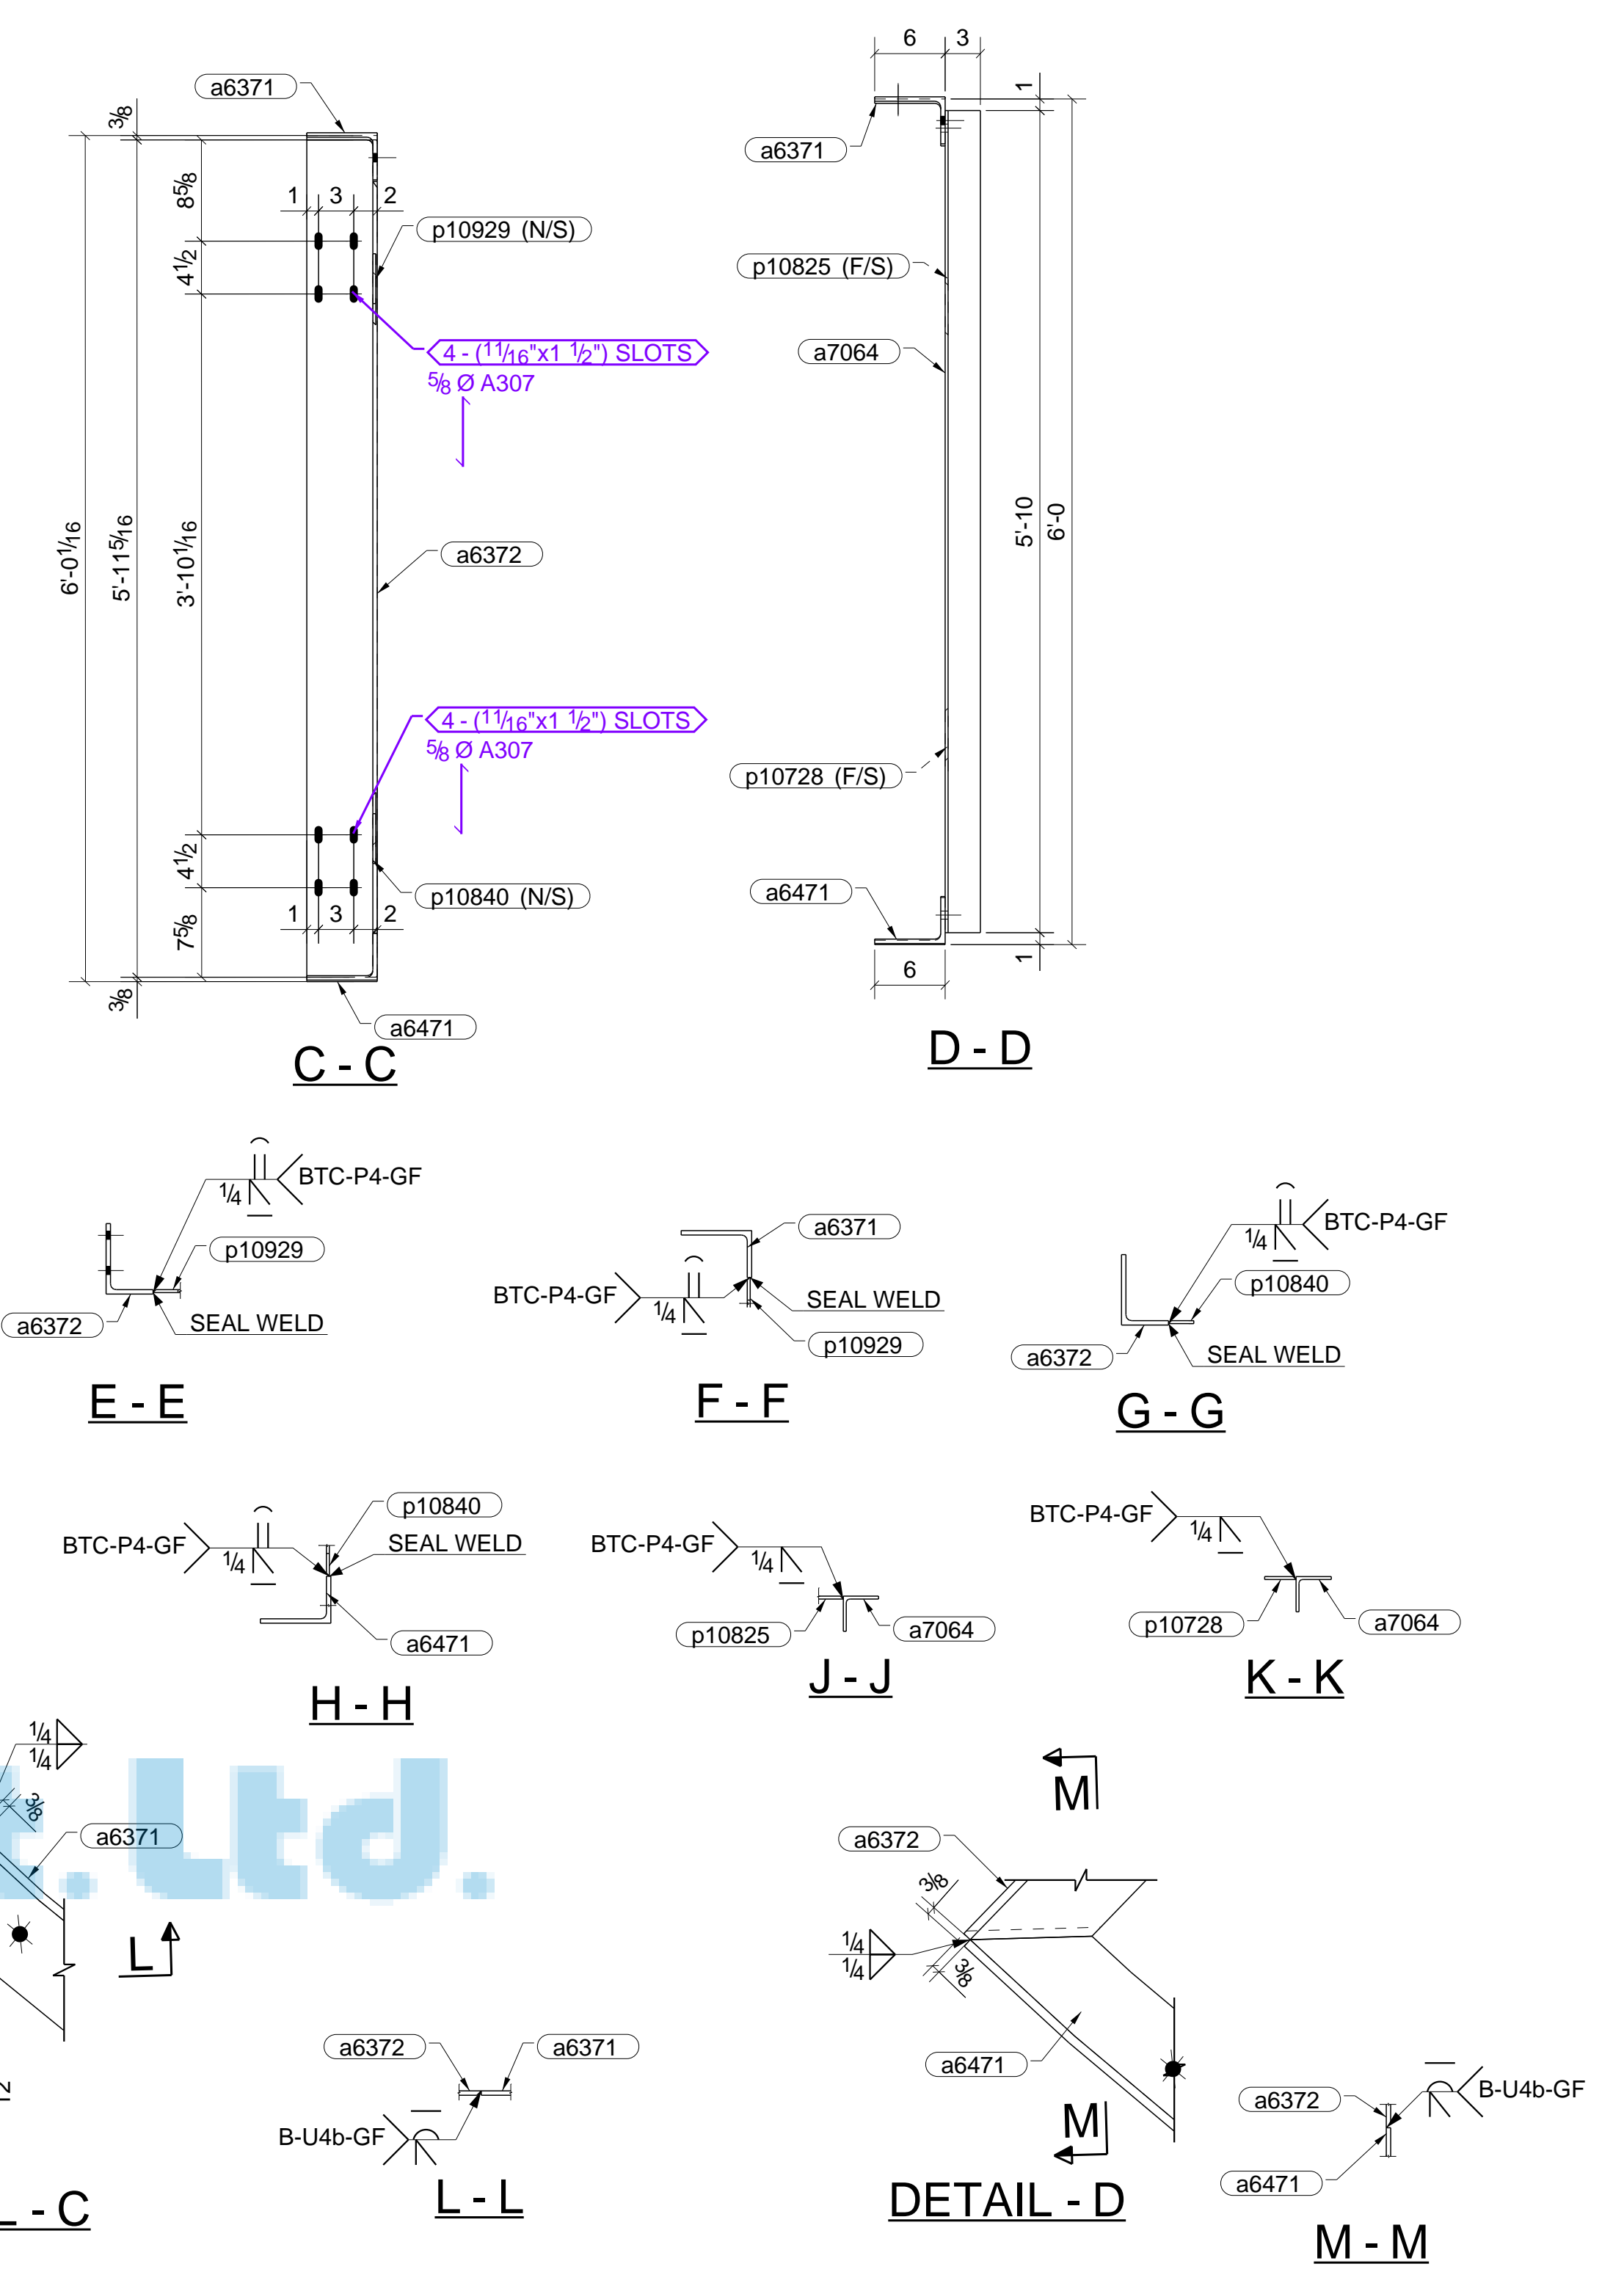 6 3
a6371
3/8
1
a6371
8 5/8
1 3 2
p10929 (N/S)
p10825 (F/S)
4 1/2
4 - (11/16"x1 1/2") SLOTS
5/8 Ø A307
a7064
6'-0 1/16
5'-11 5/16
3'-10 1/16
a6372
5'-10
6'-0
4 - (11/16"x1 1/2") SLOTS
5/8 Ø A307
p10728 (F/S)
4 1/2
p10840 (N/S)
a6471
1 3 2
7 5/8
1
6
3/8
a6471
C - C
D - D
1/4
BTC-P4-GF
p10929
a6372
SEAL WELD
E - E
a6371
BTC-P4-GF
1/4
SEAL WELD
p10929
F - F
1/4
BTC-P4-GF
p10840
a6372
SEAL WELD
G - G
p10840
BTC-P4-GF
1/4
SEAL WELD
a6471
H - H
BTC-P4-GF
1/4
p10825
a7064
J - J
BTC-P4-GF
1/4
p10728
a7064
K - K
1/4
1/4
3/8
a6371
t. Ltd.
L
12
L - C
a6372
a6371
B-U4b-GF
L - L
M
a6372
3/8
1/4
1/4
3/8
a6471
M
DETAIL - D
a6372
B-U4b-GF
a6471
M - M